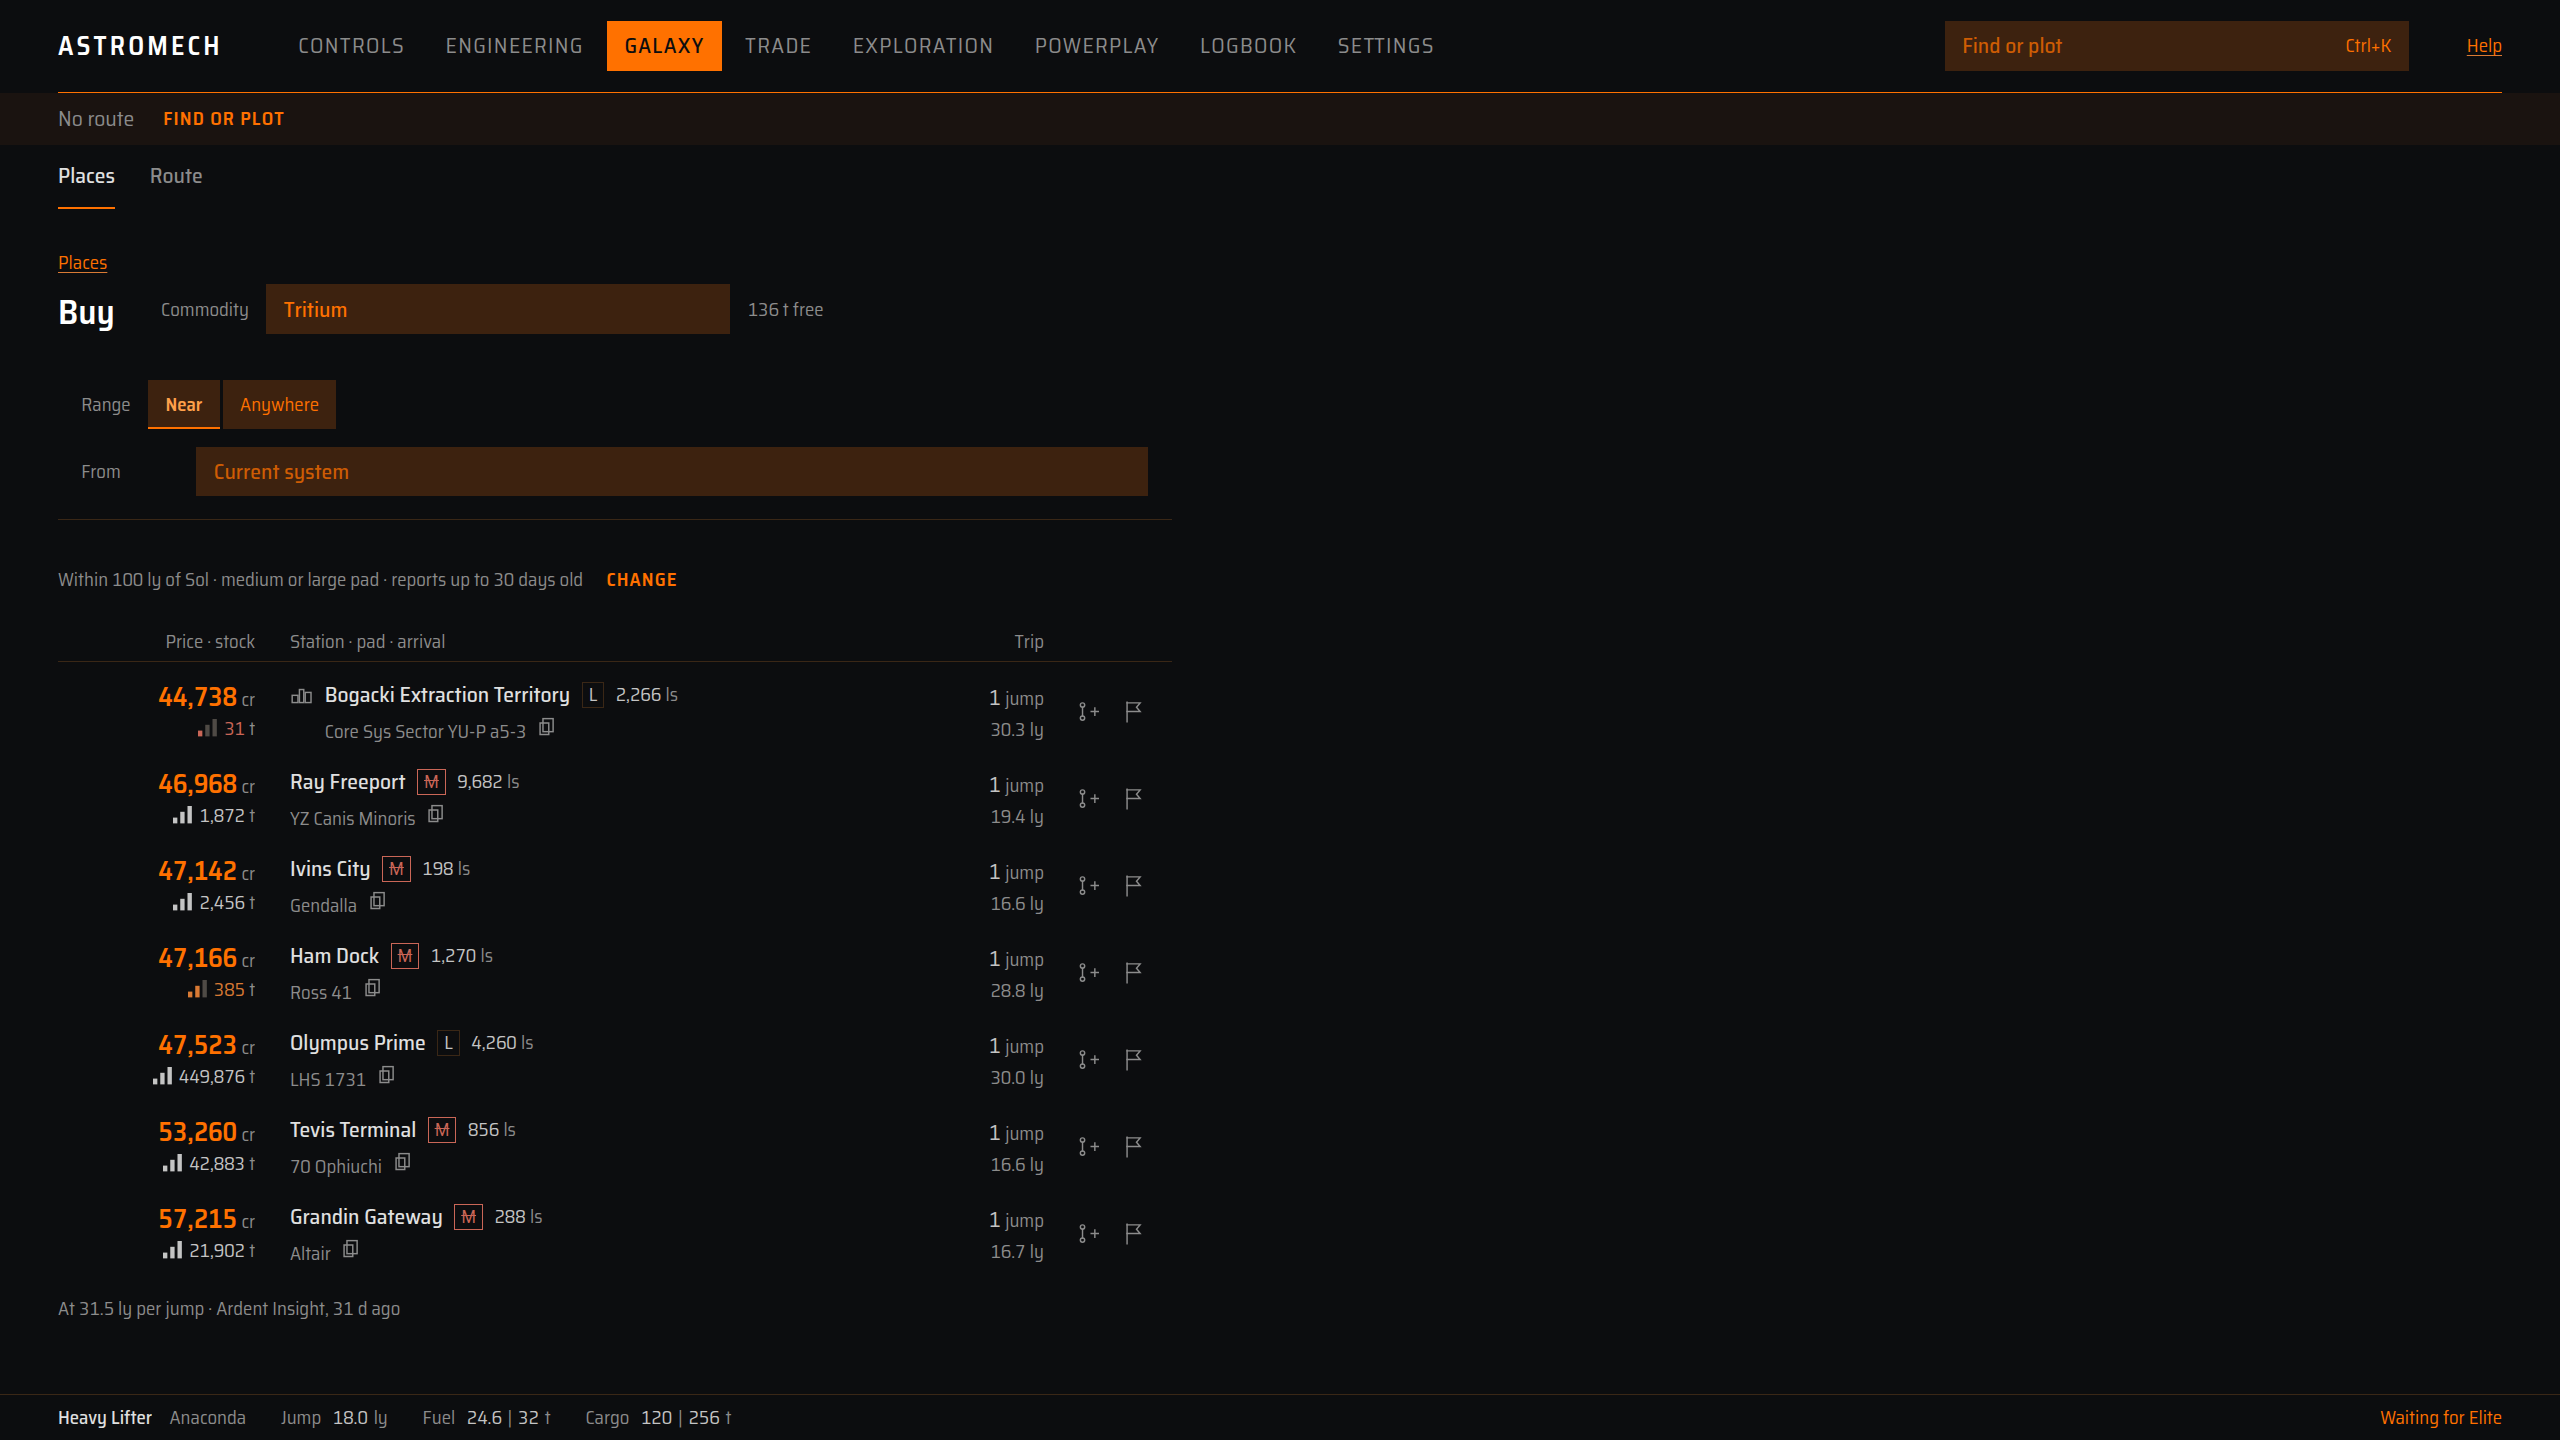 ASTROMECH CONTROLS ENGINEERING GALAXY TRADE EXPLORATION POWERPLAY LOGBOOK SETTINGS Find or plot Ctrl+K Help
No route FIND OR PLOT
Places Route
Places
Buy Commodity Tritium 136 t free
Range Near Anywhere
From Current system
Within 100 ly of Sol · medium or large pad · reports up to 30 days old CHANGE
Price · stock Station · pad · arrival Trip
44,738 cr Bogacki Extraction Territory L 2,266 ls 1 jump
31 t Core Sys Sector YU-P a5-3 30.3 ly
46,968 cr Ray Freeport M 9,682 ls 1 jump
1,872 t YZ Canis Minoris 19.4 ly
47,142 cr Ivins City M 198 ls 1 jump
2,456 t Gendalla 16.6 ly
47,166 cr Ham Dock M 1,270 ls 1 jump
385 t Ross 41 28.8 ly
47,523 cr Olympus Prime L 4,260 ls 1 jump
449,876 t LHS 1731 30.0 ly
53,260 cr Tevis Terminal M 856 ls 1 jump
42,883 t 70 Ophiuchi 16.6 ly
57,215 cr Grandin Gateway M 288 ls 1 jump
21,902 t Altair 16.7 ly
At 31.5 ly per jump · Ardent Insight, 31 d ago
Heavy Lifter Anaconda Jump 18.0 ly Fuel 24.6 | 32 t Cargo 120 | 256 t Waiting for Elite